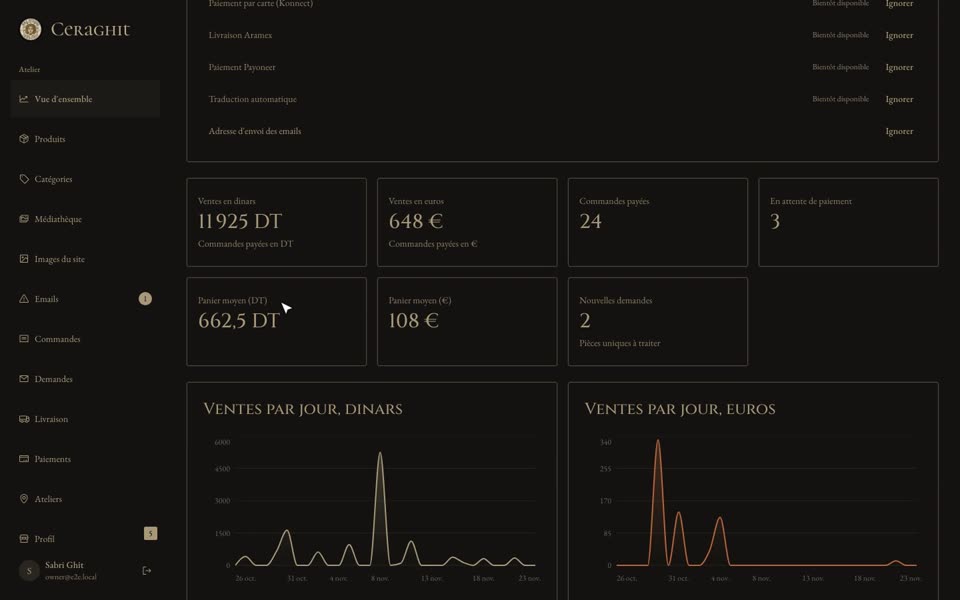 Ceraghit
Atelier
Vue d'ensemble
Produits
Catégories
Médiathèque
Images du site
Emails 1
Commandes
Demandes
Livraison
Paiements
Ateliers
Profil 5
S Sabri Ghit
owner@e2e.local
Paiement par carte (Konnect) Bientôt disponible Ignorer
Livraison Aramex Bientôt disponible Ignorer
Paiement Payoneer Bientôt disponible Ignorer
Traduction automatique Bientôt disponible Ignorer
Adresse d'envoi des emails Ignorer
Ventes en dinars
11 925 DT
Commandes payées en DT
Ventes en euros
648 €
Commandes payées en €
Commandes payées
24
En attente de paiement
3
Panier moyen (DT)
662,5 DT
Panier moyen (€)
108 €
Nouvelles demandes
2
Pièces uniques à traiter
Ventes par jour, dinars
6000
4500
3000
1500
0
26 oct. 31 oct. 4 nov. 8 nov. 13 nov. 18 nov. 23 nov.
Ventes par jour, euros
340
255
170
85
0
26 oct. 31 oct. 4 nov. 8 nov. 13 nov. 18 nov. 23 nov.